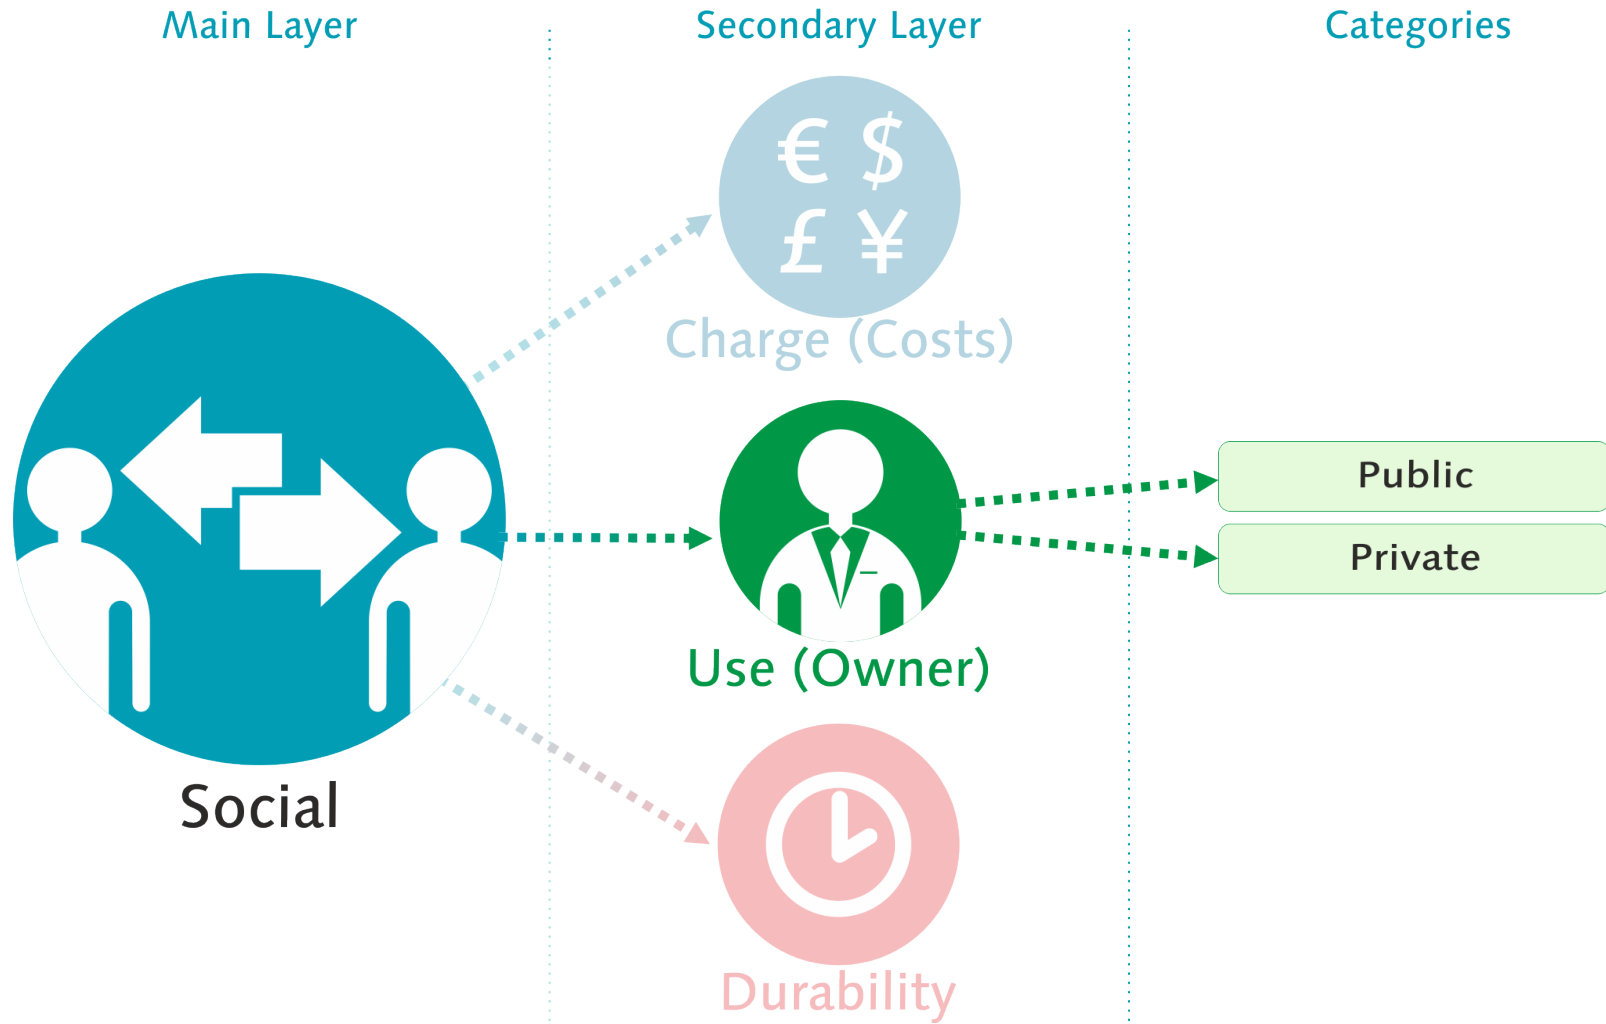 Main Layer
Secondary Layer
Categories
€ $
£ ¥
Charge (Costs)
Public
Private
Use (Owner)
Social
Durability